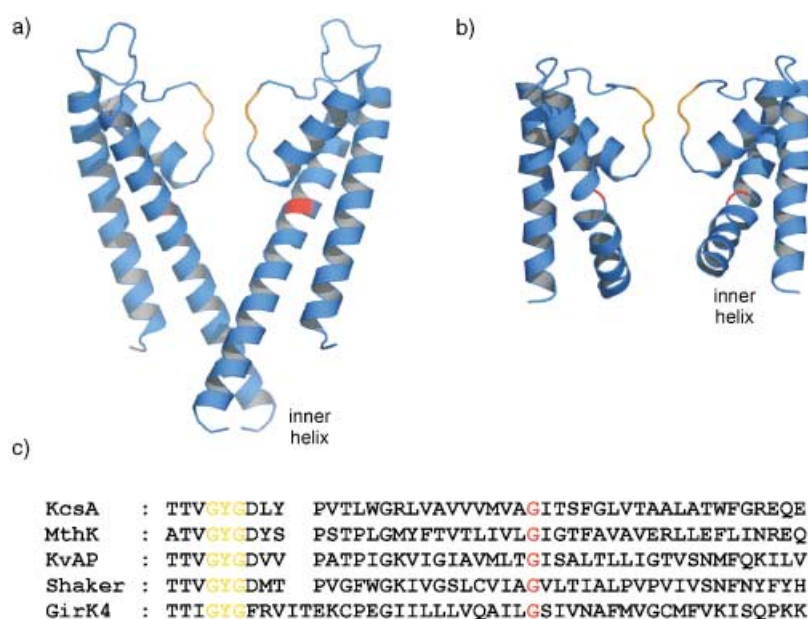 a)
b)
inner
helix
inner
helix
c)
KcsA : TTVGYGDLY PVTLWGRLVAVVVMVAGITSFGLVTAALATWFGREQE
MthK : ATVGYGDYS PSTPLGMYFTVTLIVLGIGTFAVAVERLLEFLINREQ
KvAP : TTVGYGDVV PATPIGKVIGIAVMLTGISALTLLIGTVSNMFQKILV
Shaker : TTVGYGDMT PVGFWGKIVGSLCVIAGVLTIALPVPVIVSNFNYFYH
GirK4 : TTIGYGFRVITEKCPEGIILLLVQAILGSIVNAFMVGCMFVKISQPKK